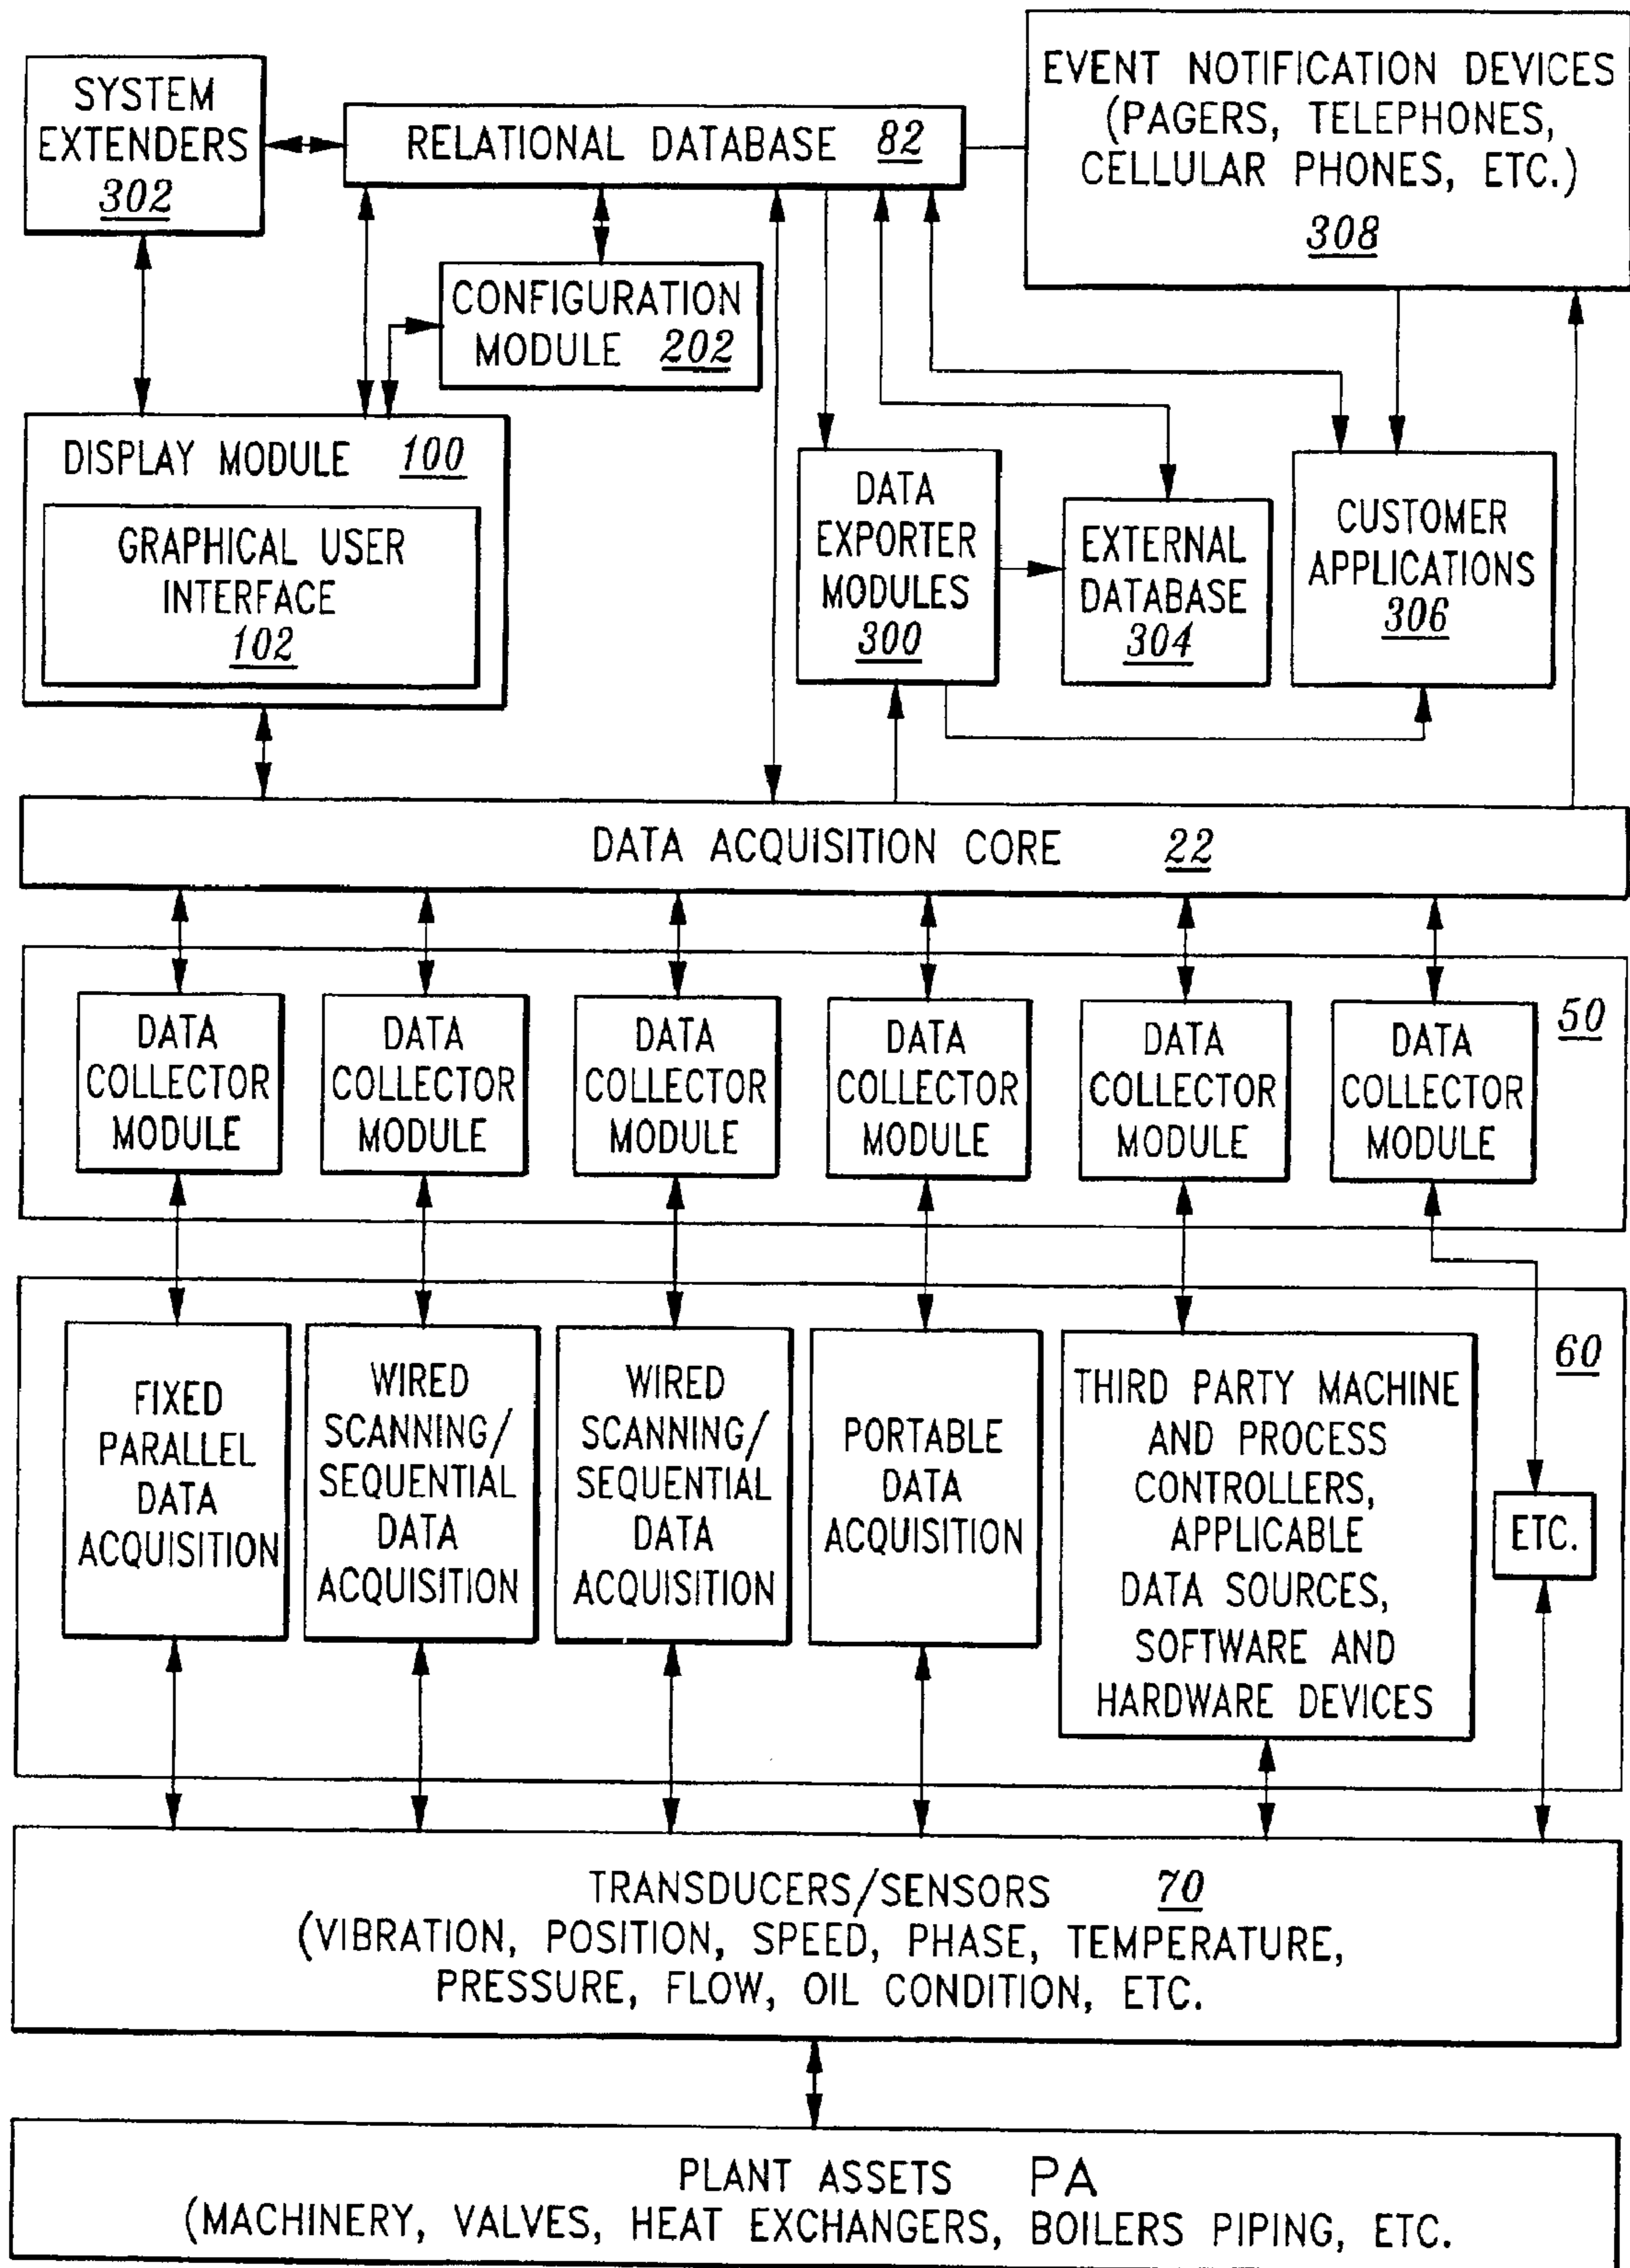 SYSTEM
EXTENDERS
302
RELATIONAL DATABASE 82
EVENT NOTIFICATION DEVICES
(PAGERS, TELEPHONES,
CELLULAR PHONES, ETC.)
308
CONFIGURATION
MODULE 202
DISPLAY MODULE 100
GRAPHICAL USER
INTERFACE
102
DATA
EXPORTER
MODULES
300
EXTERNAL
DATABASE
304
CUSTOMER
APPLICATIONS
306
DATA ACQUISITION CORE 22
50
DATA
COLLECTOR
MODULE
DATA
COLLECTOR
MODULE
DATA
COLLECTOR
MODULE
DATA
COLLECTOR
MODULE
DATA
COLLECTOR
MODULE
DATA
COLLECTOR
MODULE
60
FIXED
PARALLEL
DATA
ACQUISITION
WIRED
SCANNING/
SEQUENTIAL
DATA
ACQUISITION
WIRED
SCANNING/
SEQUENTIAL
DATA
ACQUISITION
PORTABLE
DATA
ACQUISITION
THIRD PARTY MACHINE
AND PROCESS
CONTROLLERS,
APPLICABLE
DATA SOURCES,
SOFTWARE AND
HARDWARE DEVICES
ETC.
TRANSDUCERS/SENSORS 70
(VIBRATION, POSITION, SPEED, PHASE, TEMPERATURE,
PRESSURE, FLOW, OIL CONDITION, ETC.
PLANT ASSETS PA
(MACHINERY, VALVES, HEAT EXCHANGERS, BOILERS PIPING, ETC.